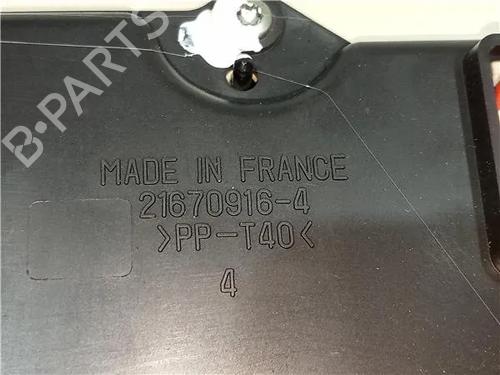 B-PARTS
MADE IN FRANCE
21670916-4
>PP-T40<
4